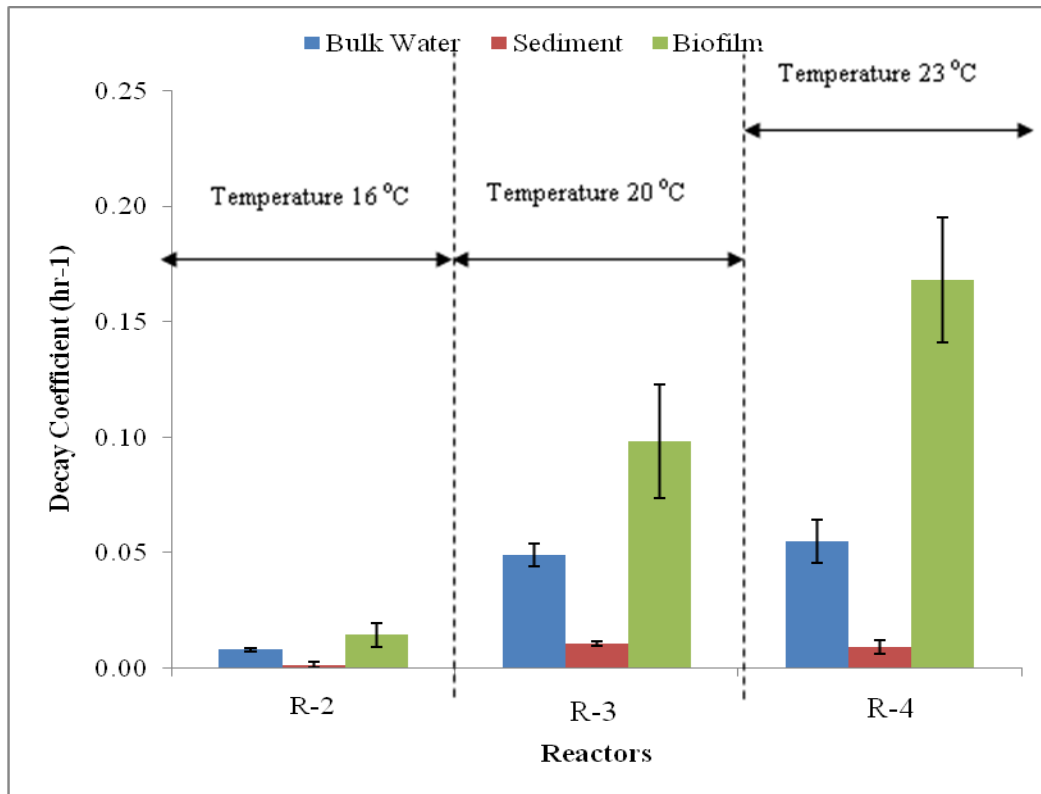 Bulk Water Sediment Biofilm
Temperature 23 °C
Temperature 16 °C
Temperature 20 °C
0.25
0.20
0.15
0.10
0.05
0.00
Decay Coefficient (hr-1)
R-2 R-3 R-4
Reactors